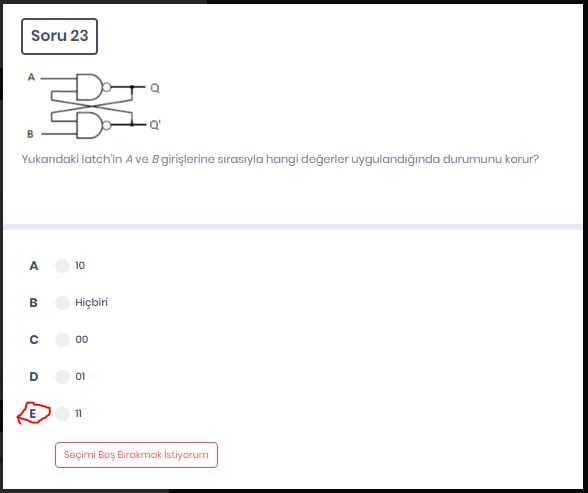 Soru 23
A
Q
Q'
B
Yukarıdaki latch'in A ve B girişlerine sırasıyla hangi değerler uygulandığında durumunu korur?
A 10
B Hiçbiri
C 00
D 01
E 11
Seçimi Boş Bırakmak İstiyorum